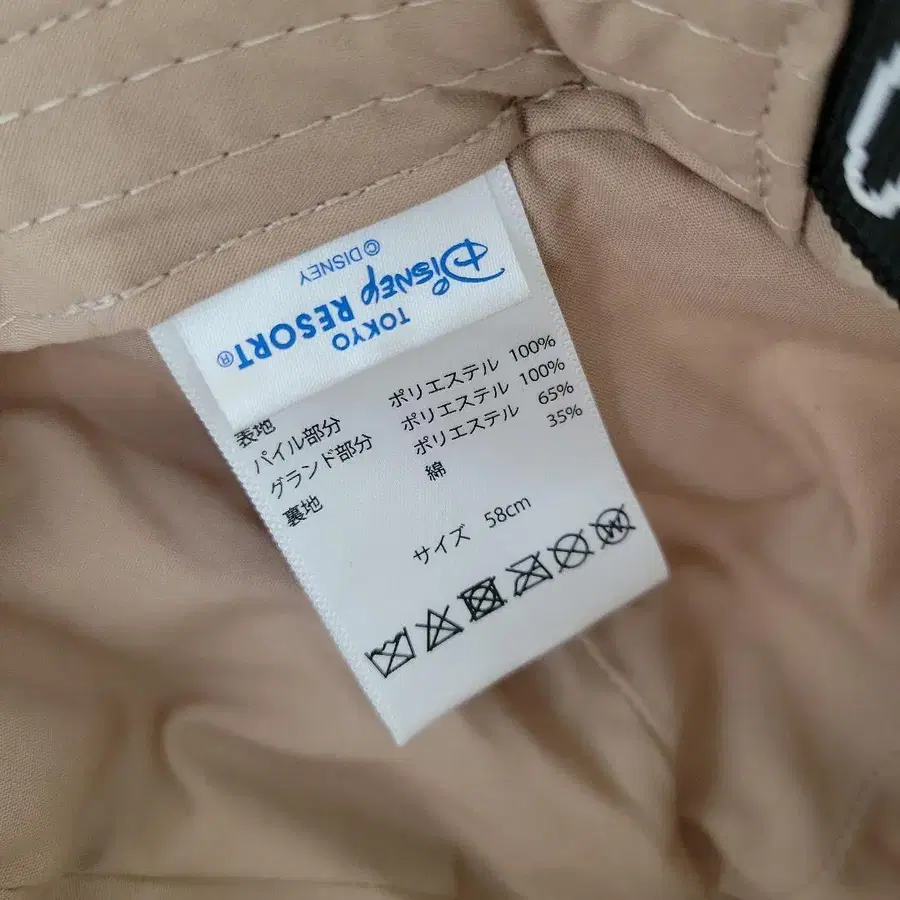 TOKYO
Disney RESORT®
© DISNEY
表地
パイル部分 ポリエステル 100%
グランド部分 ポリエステル 100%
裏地 ポリエステル 65%
綿 35%
サイズ 58cm